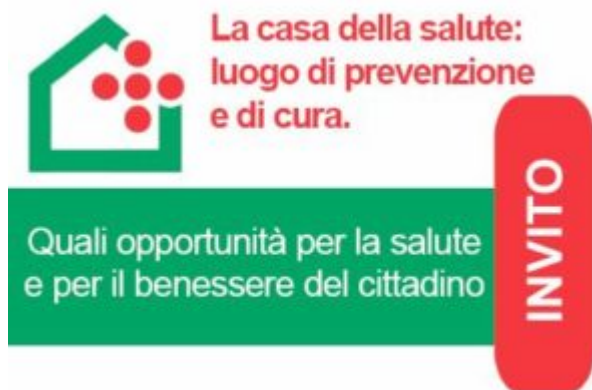 La casa della salute:
luogo di prevenzione
e di cura.
Quali opportunità per la salute
e per il benessere del cittadino
INVITO